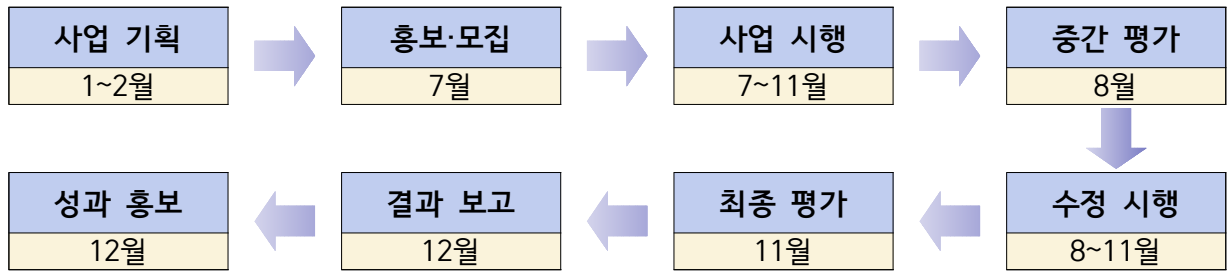 사업 기획
1~2월
홍보·모집
7월
사업 시행
7~11월
중간 평가
8월
수정 시행
8~11월
최종 평가
11월
결과 보고
12월
성과 홍보
12월